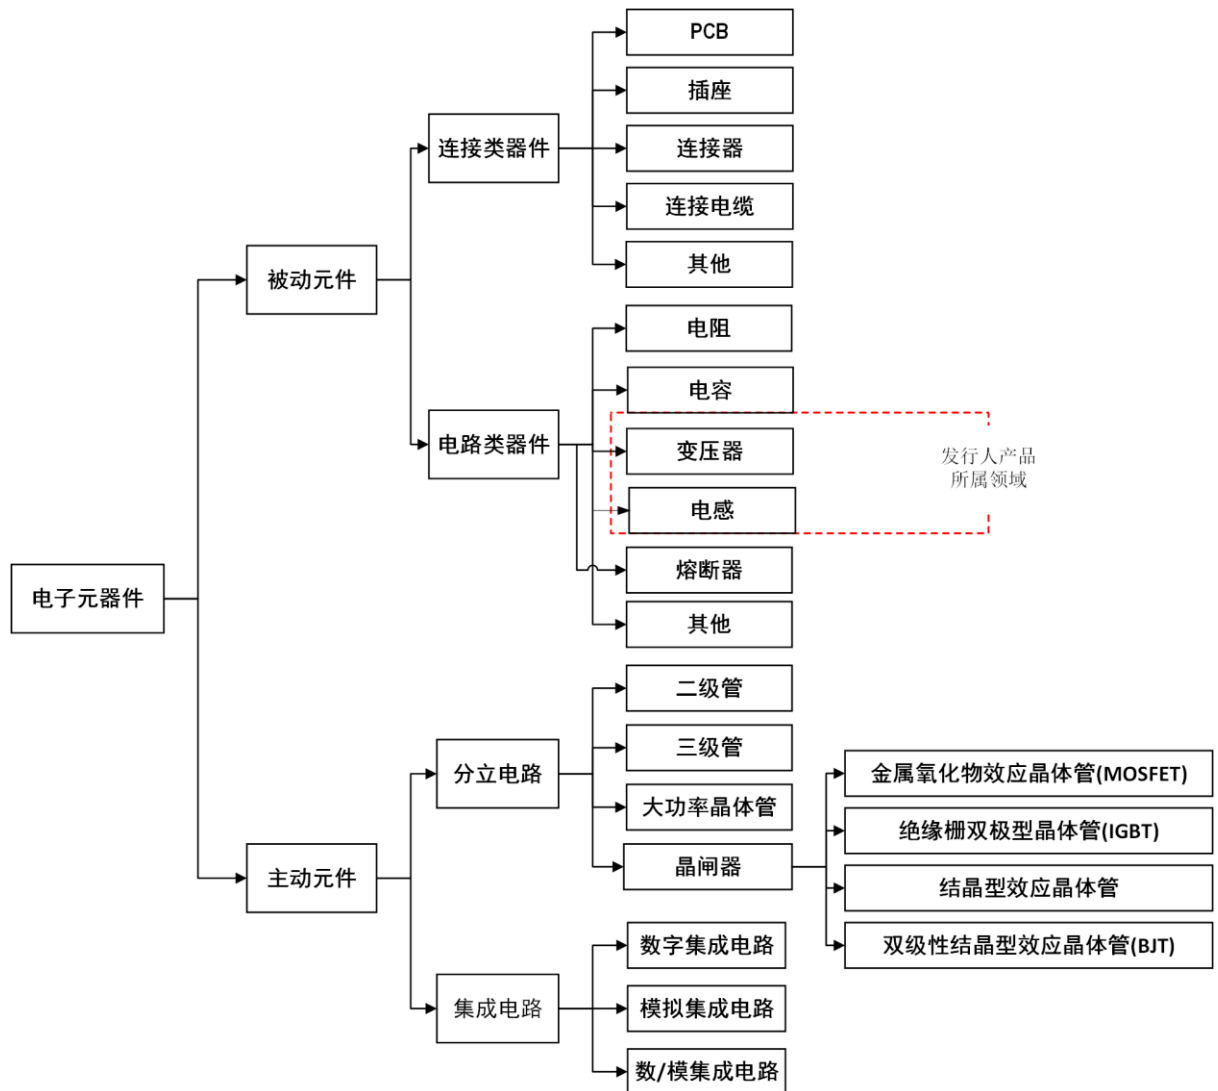 PCB
插座
连接类器件
连接器
连接电缆
被动元件
其他
电阻
电容
电路类器件
变压器
发行人产品
所属领域
电感
电子元器件
熔断器
其他
二级管
分立电路
三级管
金属氧化物效应晶体管(MOSFET)
大功率晶体管
绝缘栅双极型晶体管(IGBT)
主动元件
晶闸器
结晶型效应晶体管
数字集成电路
双级性结晶型效应晶体管(BJT)
集成电路
模拟集成电路
数/模集成电路